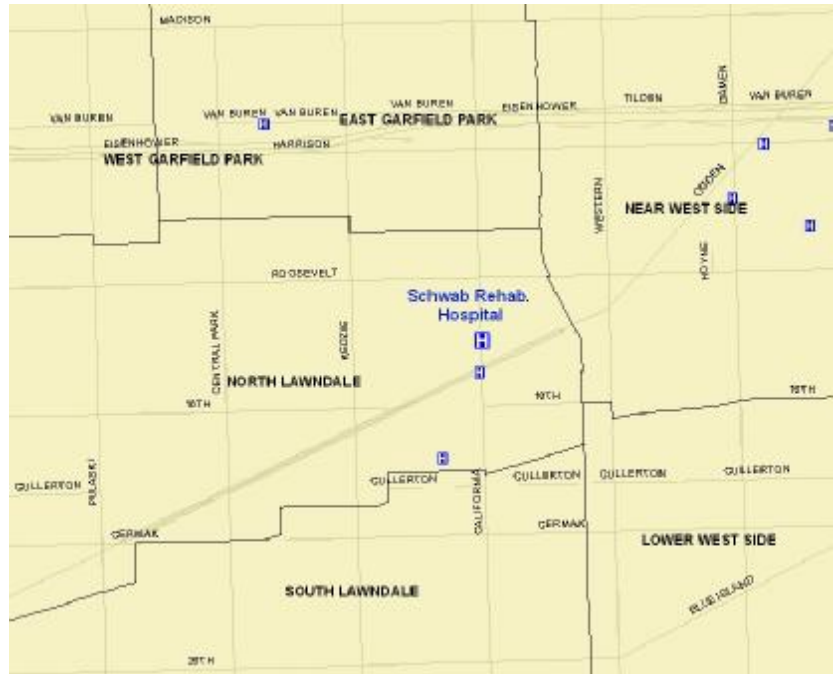 MADISON
VAN BUREN
VAN BUREN
VAN BUREN
VAN BUREN
EISENHOWER
TILDEN
DAMEN
VAN BUREN
EAST GARFIELD PARK
EISENHOWER
HARRISON
WEST GARFIELD PARK
OGDEN
WESTERN
NEAR WEST SIDE
HOYNE
ROOSEVELT
Schwab Rehab.
Hospital
H
H
H
H
H
H
H
H
CENTRAL PARK
KEDZIE
NORTH LAWNDALE
16TH
16TH
16TH
PULASKI
CULLERTON
CULLERTON
CALIFORNIA
CULLERTON
CULLERTON
CULLERTON
CERMAK
CERMAK
LOWER WEST SIDE
SOUTH LAWNDALE
BLUE ISLAND
26TH